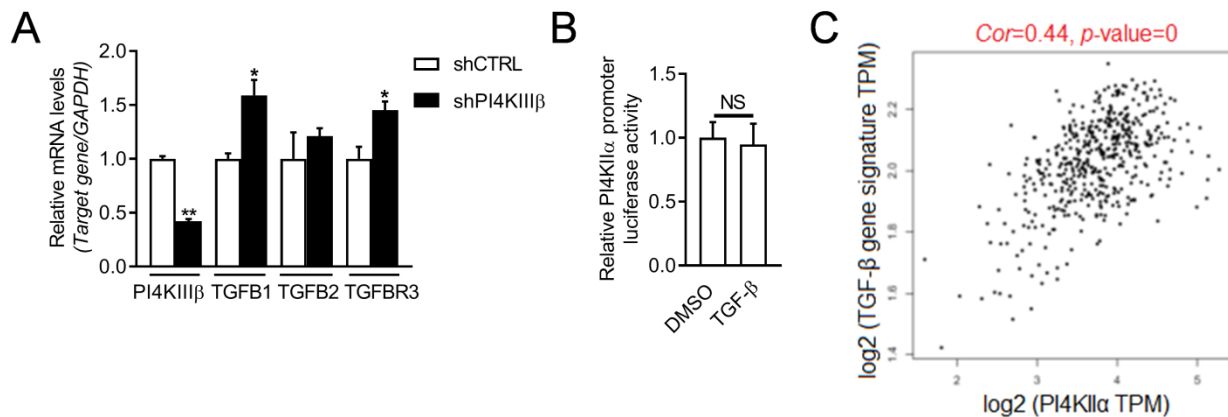 A
Relative mRNA levels
(Target gene/GAPDH)
2.0
1.5
1.0
0.5
0.0
*
**
*
PI4KIIIβ TGFB1 TGFB2 TGFBR3
shCTRL
shPI4KIIIβ
B
Relative PI4KIIα promoter
luciferase activity
1.5
1.0
0.5
0.0
NS
DMSO
TGF-β
C
Cor=0.44, p-value=0
log2 (TGF-β gene signature TPM)
2.2
2.0
1.8
1.6
1.4
2 3 4 5
log2 (PI4KIIα TPM)